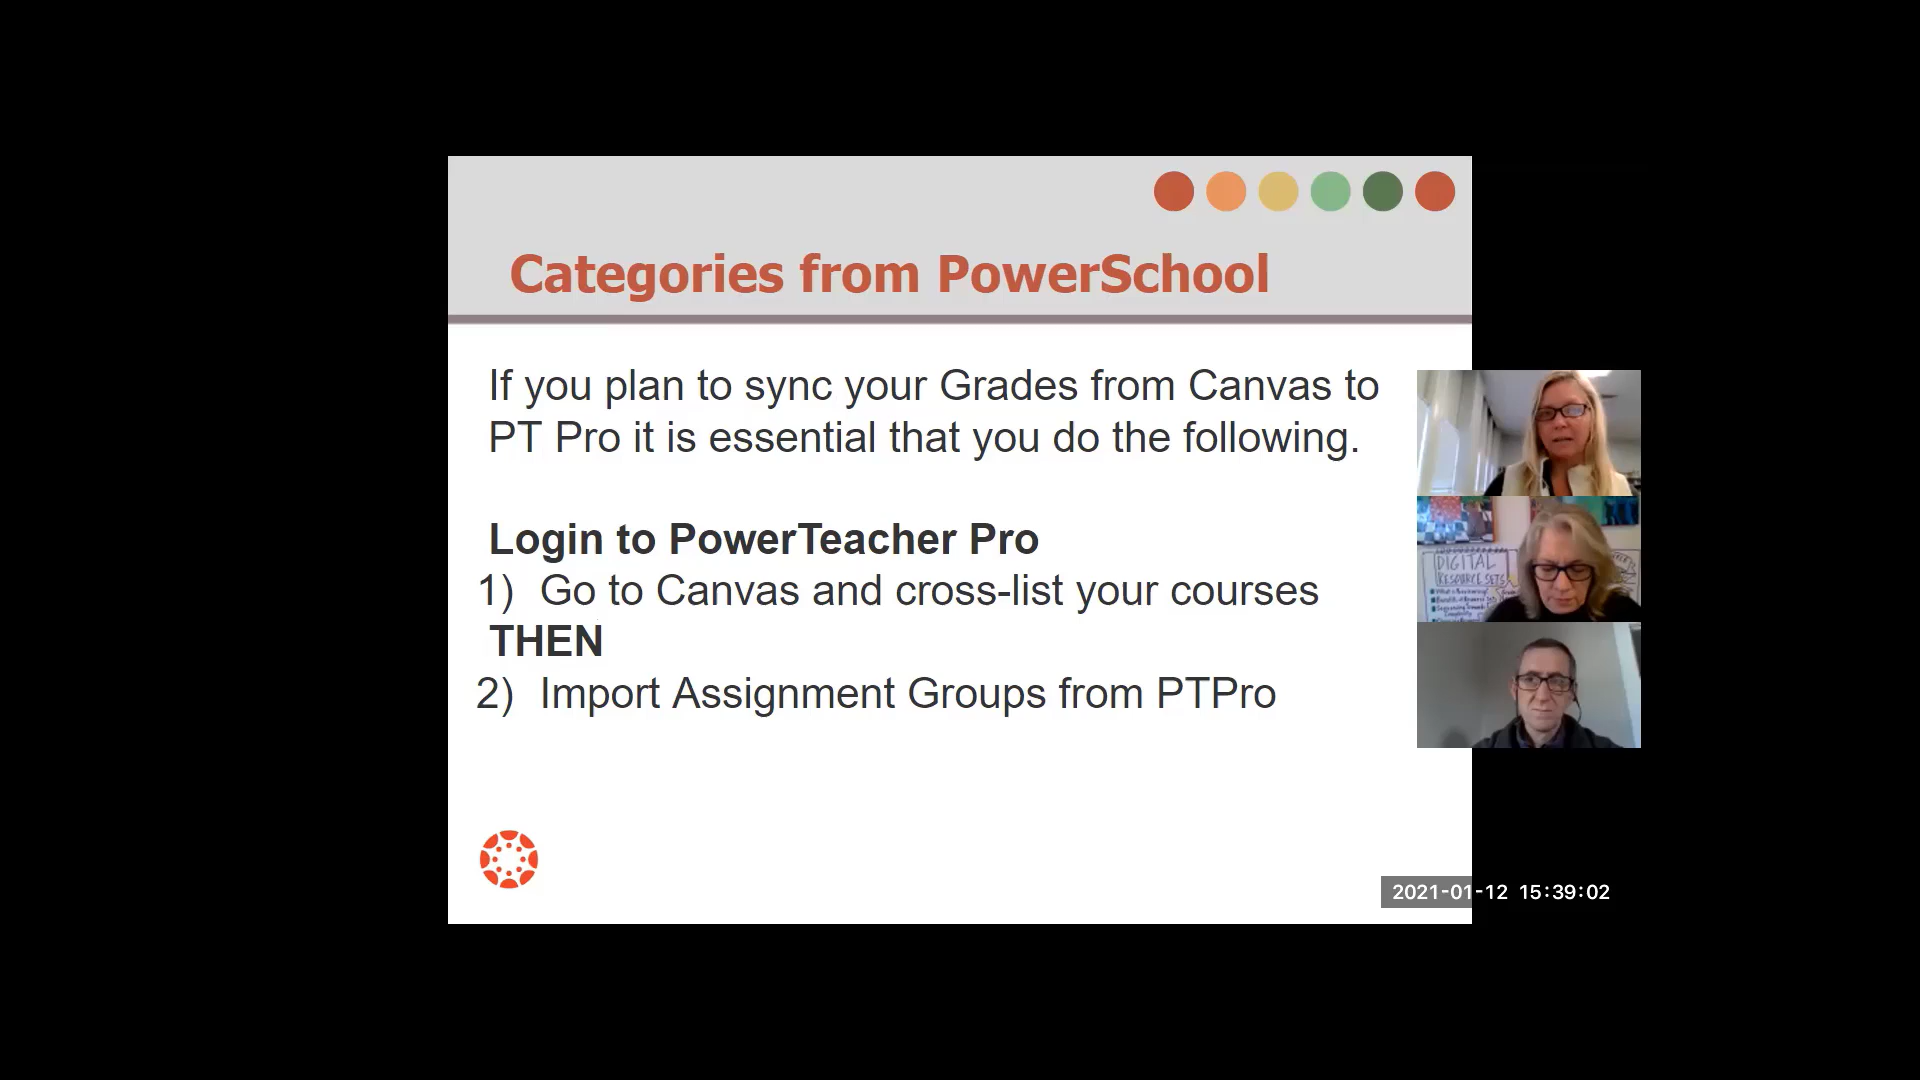 Categories from PowerSchool
If you plan to sync your Grades from Canvas to
PT Pro it is essential that you do the following.
Login to PowerTeacher Pro
1) Go to Canvas and cross-list your courses
THEN
2) Import Assignment Groups from PTPro
DIGITAL
RESOURCE SETS
2021-01-12 15:39:02